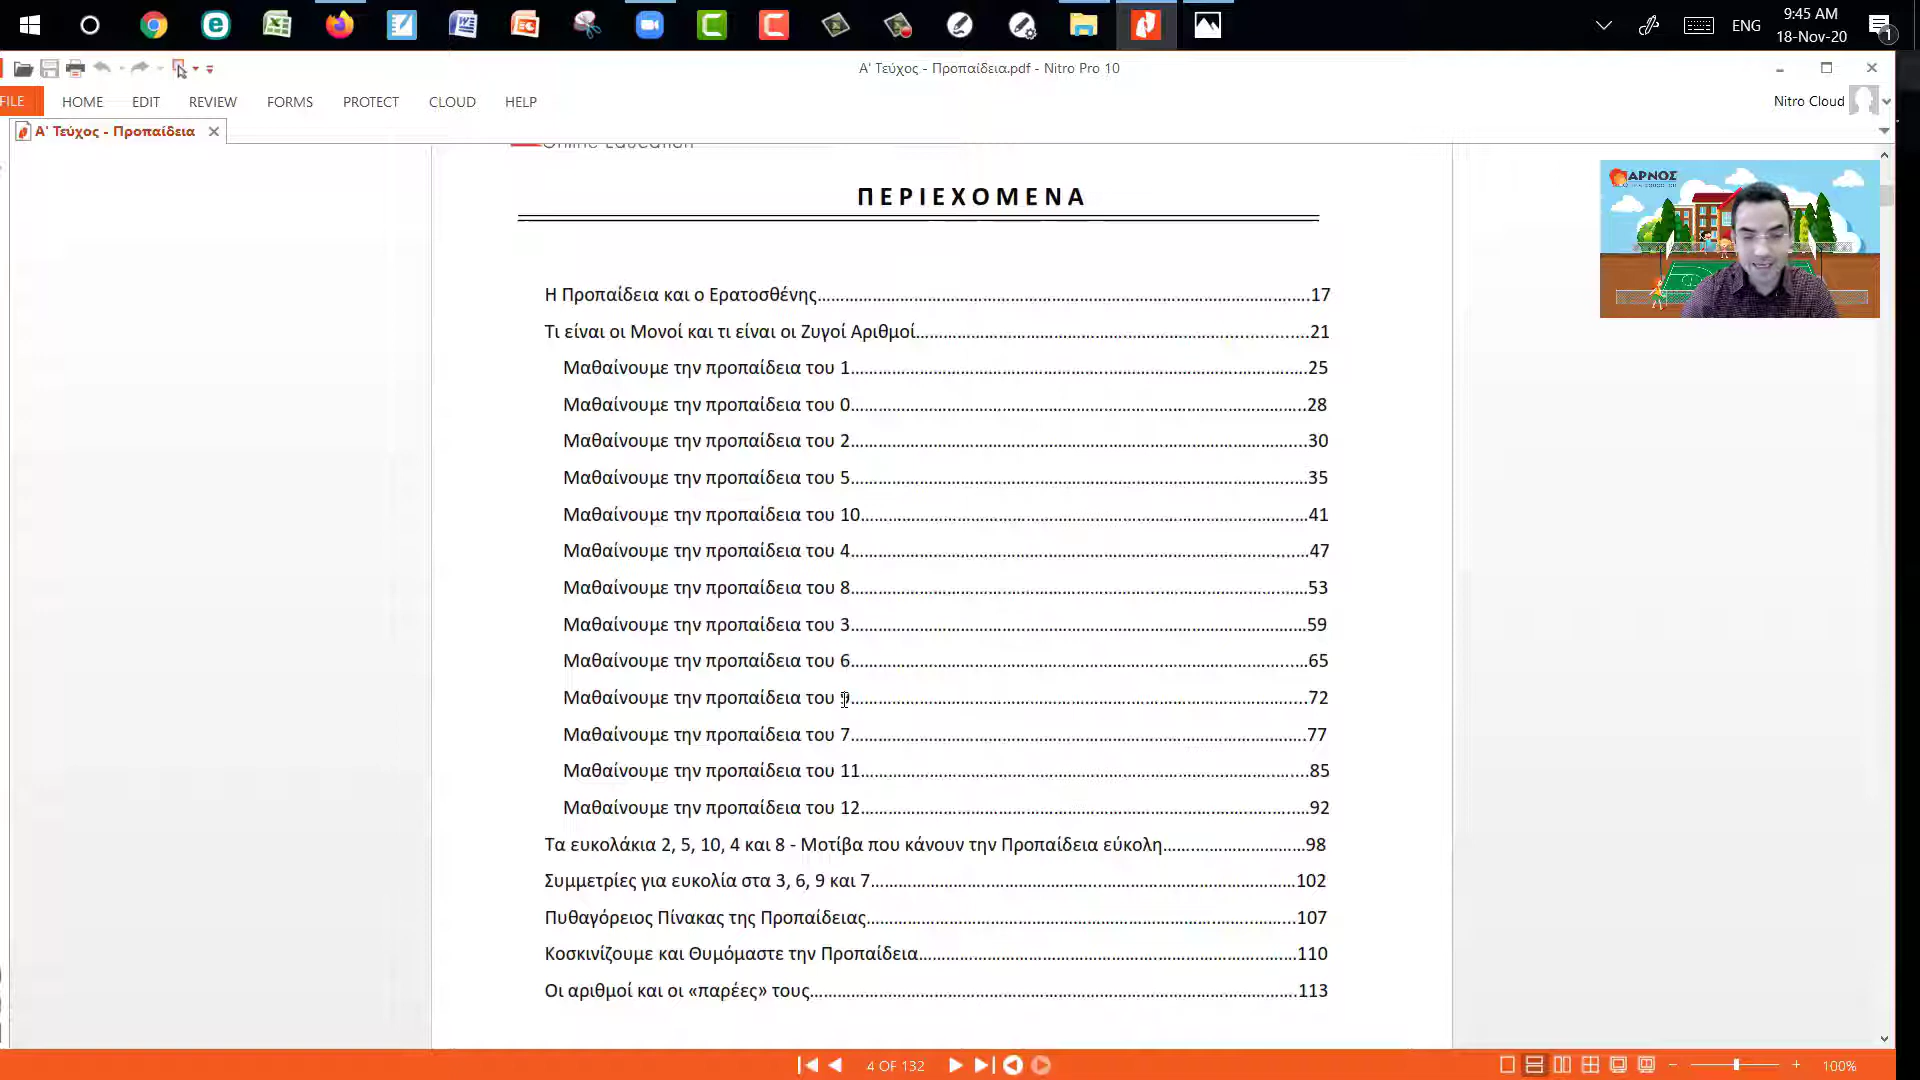 ENG
9:45 AM
18-Nov-20
1
Α' Τεύχος - Προπαίδεια.pdf - Nitro Pro 10
FILE HOME EDIT REVIEW FORMS PROTECT CLOUD HELP
Nitro Cloud
Α' Τεύχος - Προπαίδεια
Online Education
ΑΡΝΟΣ
ΠΕΡΙΕΧΟΜΕΝΑ
Η Προπαίδεια και ο Ερατοσθένης 17
Τι είναι οι Μονοί και τι είναι οι Ζυγοί Αριθμοί 21
Μαθαίνουμε την προπαίδεια του 1 25
Μαθαίνουμε την προπαίδεια του 0 28
Μαθαίνουμε την προπαίδεια του 2 30
Μαθαίνουμε την προπαίδεια του 5 35
Μαθαίνουμε την προπαίδεια του 10 41
Μαθαίνουμε την προπαίδεια του 4 47
Μαθαίνουμε την προπαίδεια του 8 53
Μαθαίνουμε την προπαίδεια του 3 59
Μαθαίνουμε την προπαίδεια του 6 65
Μαθαίνουμε την προπαίδεια του 72
Μαθαίνουμε την προπαίδεια του 7 77
Μαθαίνουμε την προπαίδεια του 11 85
Μαθαίνουμε την προπαίδεια του 12 92
Τα ευκολάκια 2, 5, 10, 4 και 8 - Μοτίβα που κάνουν την Προπαίδεια εύκολη 98
Συμμετρίες για ευκολία στα 3, 6, 9 και 7 102
Πυθαγόρειος Πίνακας της Προπαίδειας 107
Κοσκινίζουμε και Θυμόμαστε την Προπαίδεια 110
Οι αριθμοί και οι «παρέες» τους 113
4 OF 132
100%